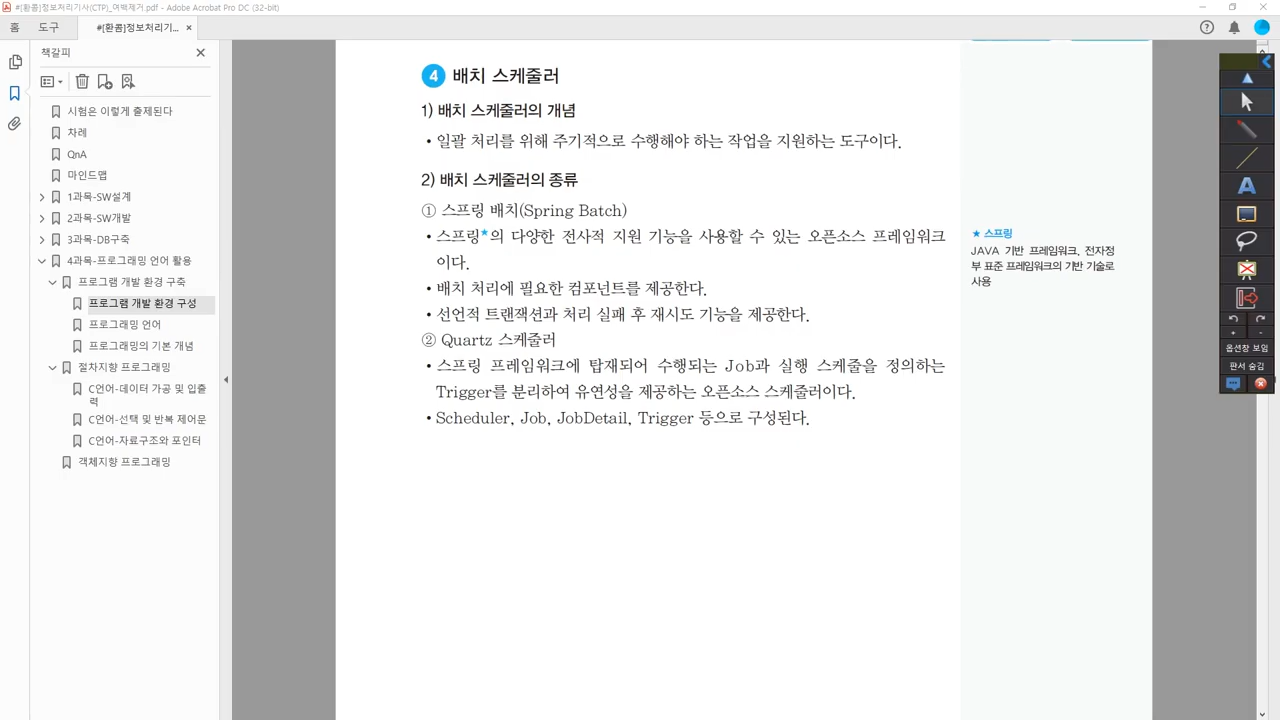 #[환콤]정보처리기사(CTP)_여백제거.pdf - Adobe Acrobat Pro DC (32-bit)
홈 도구 #[환콤]정보처리기... ×
책갈피
시험은 이렇게 출제된다
차례
QnA
마인드맵
1과목-SW설계
2과목-SW개발
3과목-DB구축
4과목-프로그래밍 언어 활용
프로그램 개발 환경 구축
프로그램 개발 환경 구성
프로그래밍 언어
프로그래밍의 기본 개념
절차지향 프로그래밍
C언어-데이터 가공 및 입출
력
C언어-선택 및 반복 제어문
C언어-자료구조와 포인터
객체지향 프로그래밍
4 배치 스케줄러
1) 배치 스케줄러의 개념
• 일괄 처리를 위해 주기적으로 수행해야 하는 작업을 지원하는 도구이다.
2) 배치 스케줄러의 종류
① 스프링 배치(Spring Batch)
• 스프링★의 다양한 전사적 지원 기능을 사용할 수 있는 오픈소스 프레임워크
이다.
• 배치 처리에 필요한 컴포넌트를 제공한다.
• 선언적 트랜잭션과 처리 실패 후 재시도 기능을 제공한다.
② Quartz 스케줄러
• 스프링 프레임워크에 탑재되어 수행되는 Job과 실행 스케줄을 정의하는
Trigger를 분리하여 유연성을 제공하는 오픈소스 스케줄러이다.
• Scheduler, Job, JobDetail, Trigger 등으로 구성된다.
★ 스프링
JAVA 기반 프레임워크, 전자정
부 표준 프레임워크의 기반 기술로
사용
A
옵션창 보임
판서 숨김